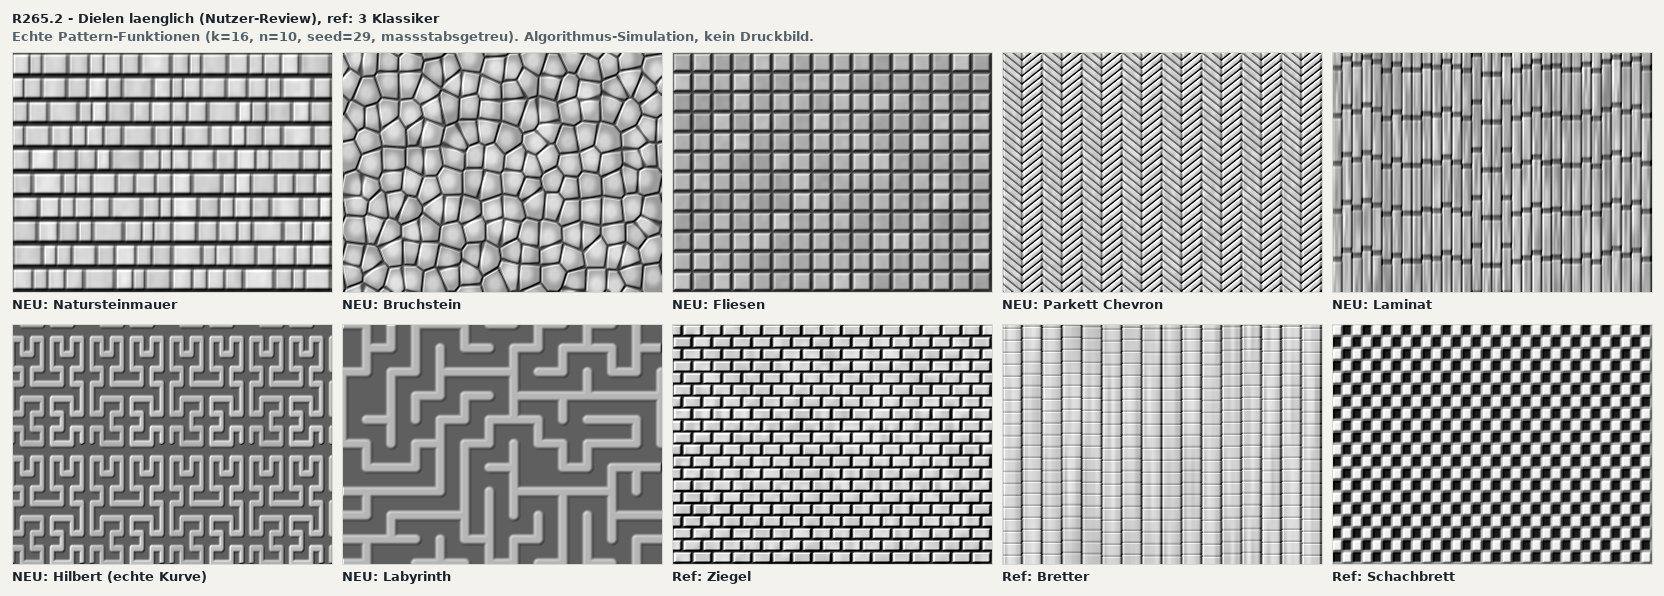 R265.2 - Dielen laenglich (Nutzer-Review), ref: 3 Klassiker
Echte Pattern-Funktionen (k=16, n=10, seed=29, massstabsgetreu). Algorithmus-Simulation, kein Druckbild.
NEU: Natursteinmauer
NEU: Bruchstein
NEU: Fliesen
NEU: Parkett Chevron
NEU: Laminat
NEU: Hilbert (echte Kurve)
NEU: Labyrinth
Ref: Ziegel
Ref: Bretter
Ref: Schachbrett